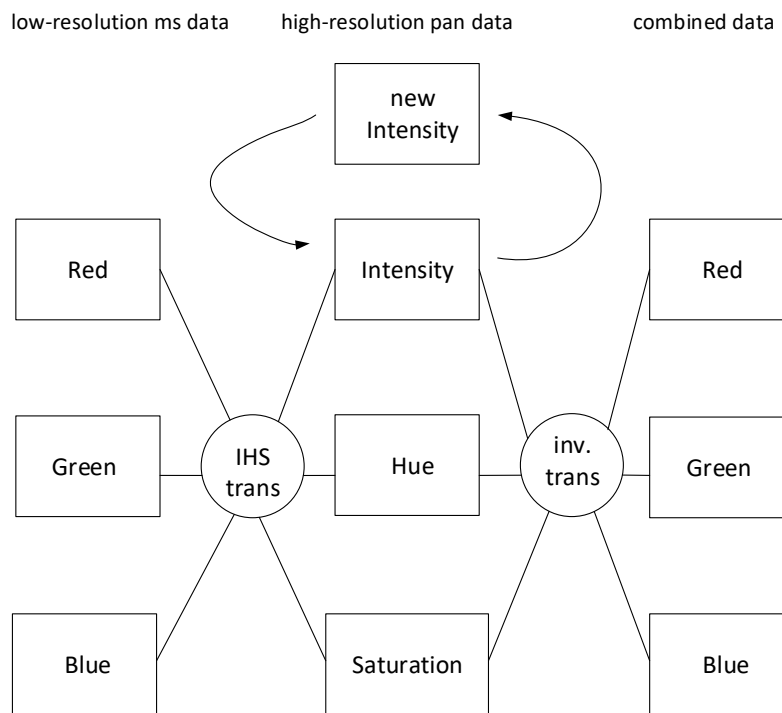 low-resolution ms data
high-resolution pan data
combined data
new
Intensity
Red
Intensity
Red
Green
IHS
trans
Hue
inv.
trans
Green
Blue
Saturation
Blue